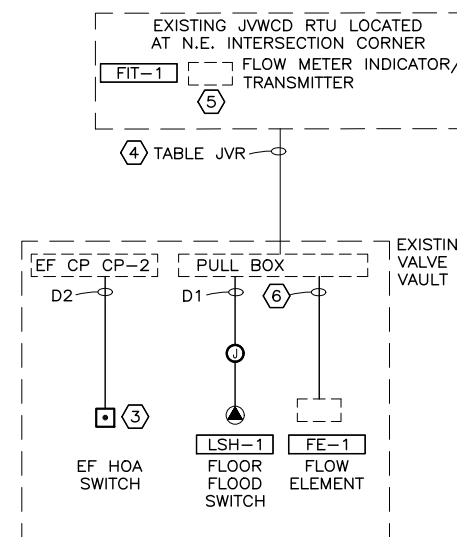 EXISTING JVWCD RTU LOCATED
AT N.E. INTERSECTION CORNER
FIT-1
FLOW METER INDICATOR/
TRANSMITTER
5
4 TABLE JVR
EXISTIN
VALVE
VAULT
EF CP CP-2
PULL BOX
D2
D1
6
J
3
LSH-1
FE-1
EF HOA
SWITCH
FLOOR
FLOOD
SWITCH
FLOW
ELEMENT